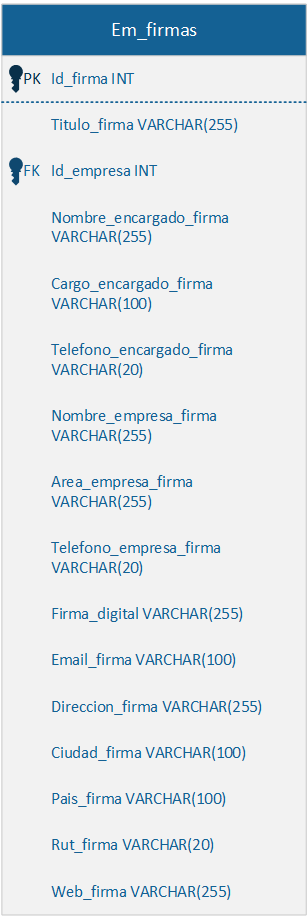 Em_firmas
PK Id_firma INT
Titulo_firma VARCHAR(255)
FK Id_empresa INT
Nombre_encargado_firma
VARCHAR(255)
Cargo_encargado_firma
VARCHAR(100)
Telefono_encargado_firma
VARCHAR(20)
Nombre_empresa_firma
VARCHAR(255)
Area_empresa_firma
VARCHAR(255)
Telefono_empresa_firma
VARCHAR(20)
Firma_digital VARCHAR(255)
Email_firma VARCHAR(100)
Direccion_firma VARCHAR(255)
Ciudad_firma VARCHAR(100)
Pais_firma VARCHAR(100)
Rut_firma VARCHAR(20)
Web_firma VARCHAR(255)